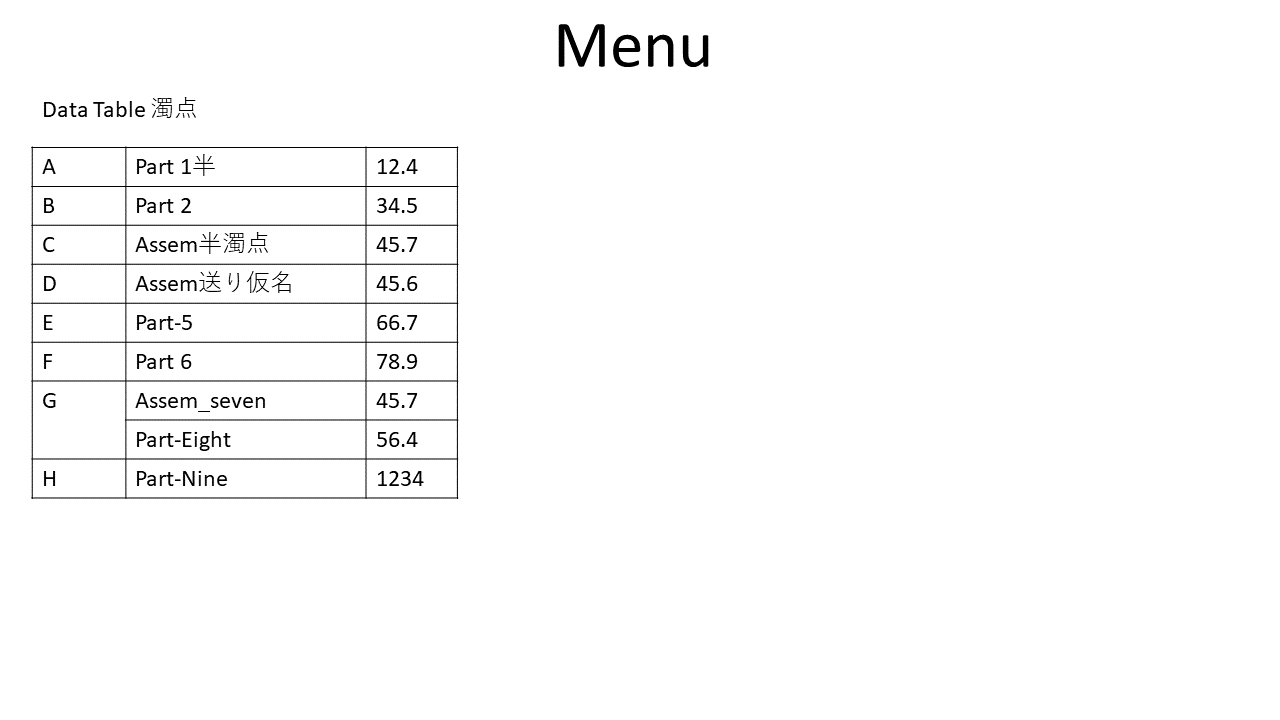 Menu
Data Table 濁点
A Part 1半 12.4
B Part 2 34.5
C Assem半濁点 45.7
D Assem送り仮名 45.6
E Part-5 66.7
F Part 6 78.9
G Assem_seven 45.7
Part-Eight 56.4
H Part-Nine 1234